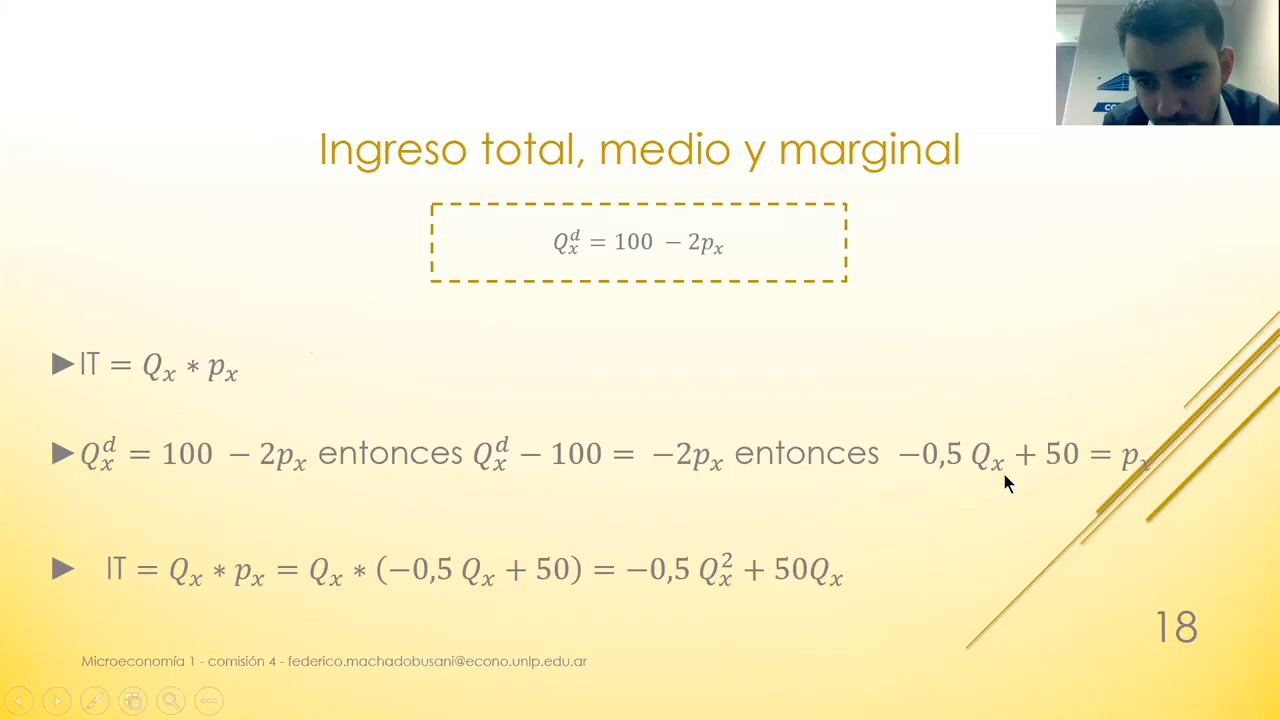 Ingreso total, medio y marginal
Q_x^d = 100 − 2p_x
►IT = Q_x * p_x
►Q_x^d = 100 − 2p_x entonces Q_x^d − 100 = −2p_x entonces −0,5 Q_x + 50 = p_x
► IT = Q_x * p_x = Q_x * (−0,5 Q_x + 50) = −0,5 Q_x^2 + 50Q_x
18
Microeconomía 1 - comisión 4 - federico.machadobusani@econo.unlp.edu.ar